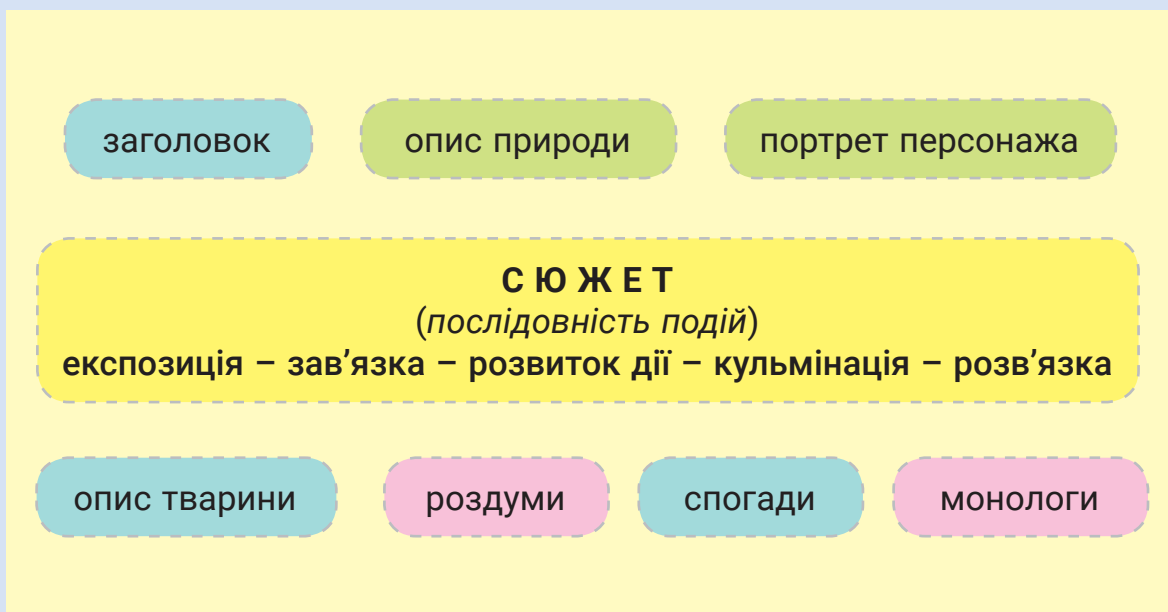 заголовок
опис природи
портрет персонажа
СЮЖЕТ
(послідовність подій)
експозиція – зав'язка – розвиток дії – кульмінація – розв'язка
опис тварини
роздуми
спогади
монологи